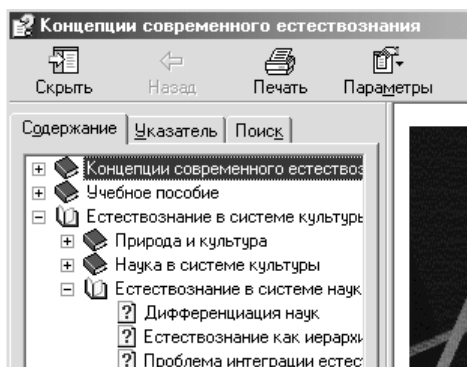 Концепции современного естествознания
Скрыть Назад Печать Параметры
Содержание Указатель Поиск
Концепции современного естествоз
Учебное пособие
Естествознание в системе культуры
Природа и культура
Наука в системе культуры
Естествознание в системе наук
Дифференциация наук
Естествознание как иерархи
Проблема интеграции естес